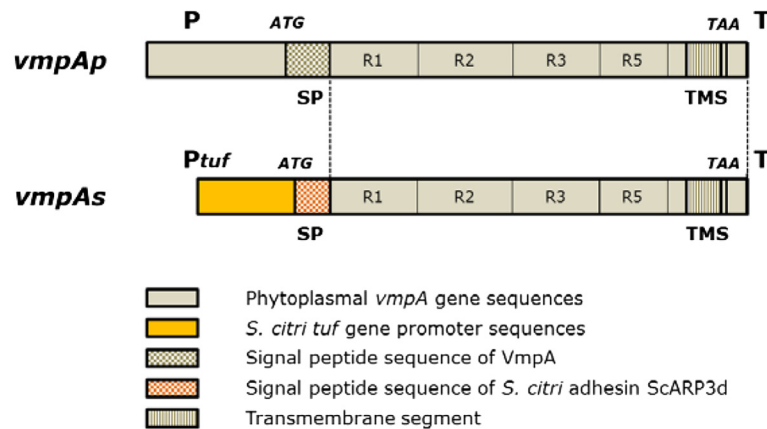 P ATG TAA T
vmpAp R1 R2 R3 R5
SP TMS
Ptuf ATG TAA T
vmpAs R1 R2 R3 R5
SP TMS
Phytoplasmal vmpA gene sequences
S. citri tuf gene promoter sequences
Signal peptide sequence of VmpA
Signal peptide sequence of S. citri adhesin ScARP3d
Transmembrane segment